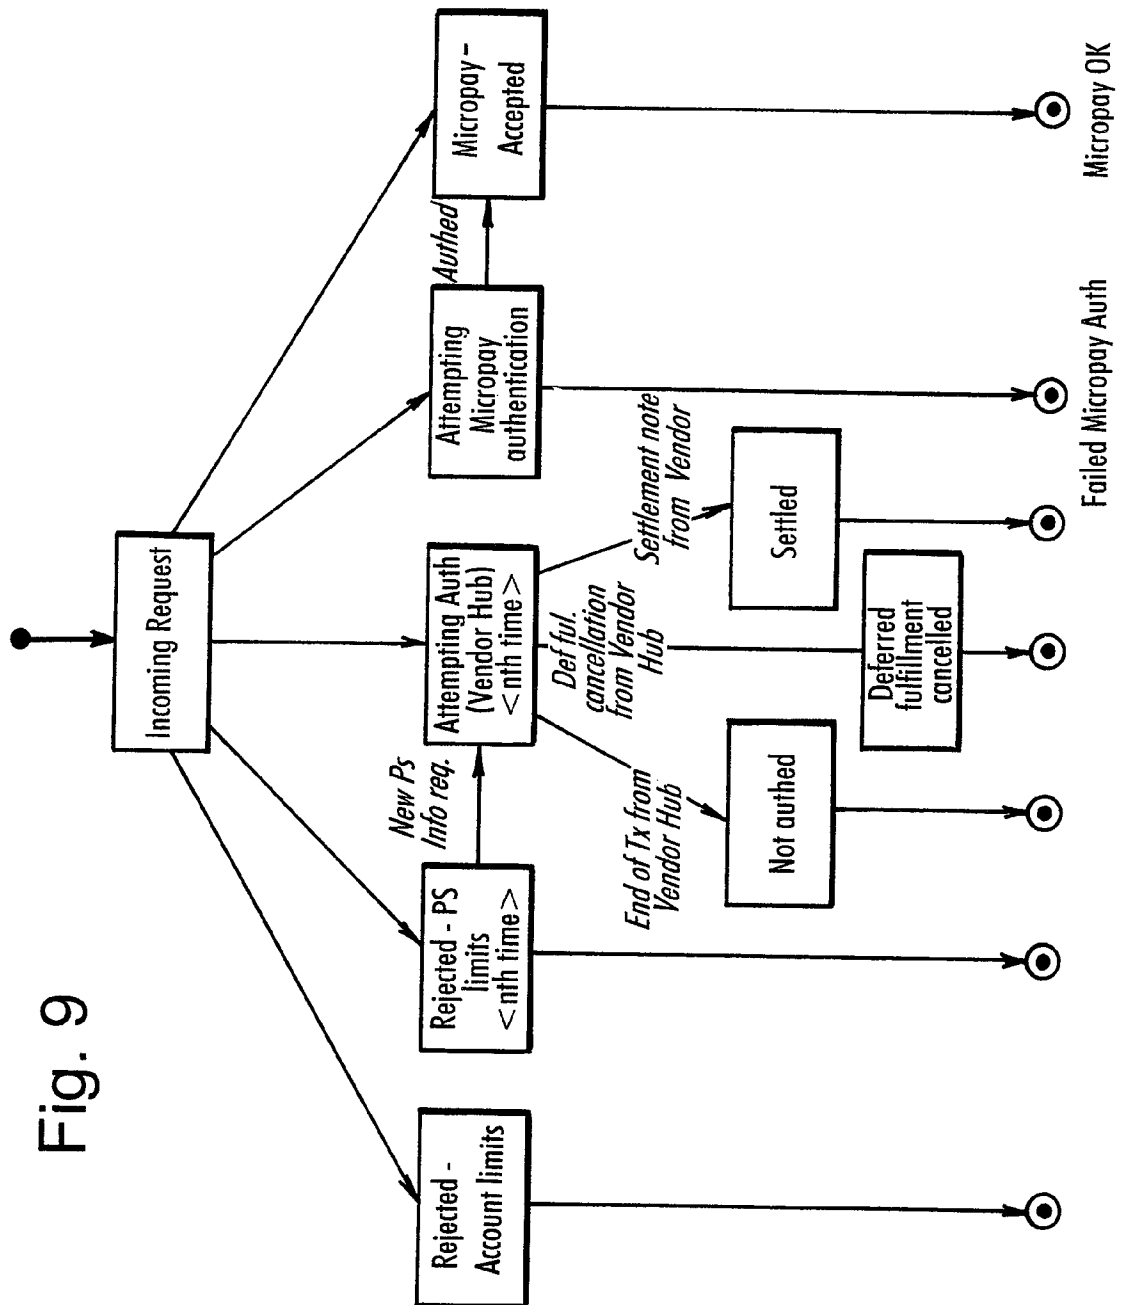 Fig. 9
Incoming Request
Rejected -
Account limits
Rejected - PS
limits
<nth time>
New Ps
Info req.
Attempting Auth
(Vendor Hub)
<nth time>
Attempting
Micropay
authentication
Authed
Micropay -
Accepted
End of Tx from
Vendor Hub
Def ful.
cancellation
from Vendor
Hub
Settlement note
from Vendor
Not authed
Deferred
fulfillment
cancelled
Settled
Failed Micropay Auth
Micropay OK